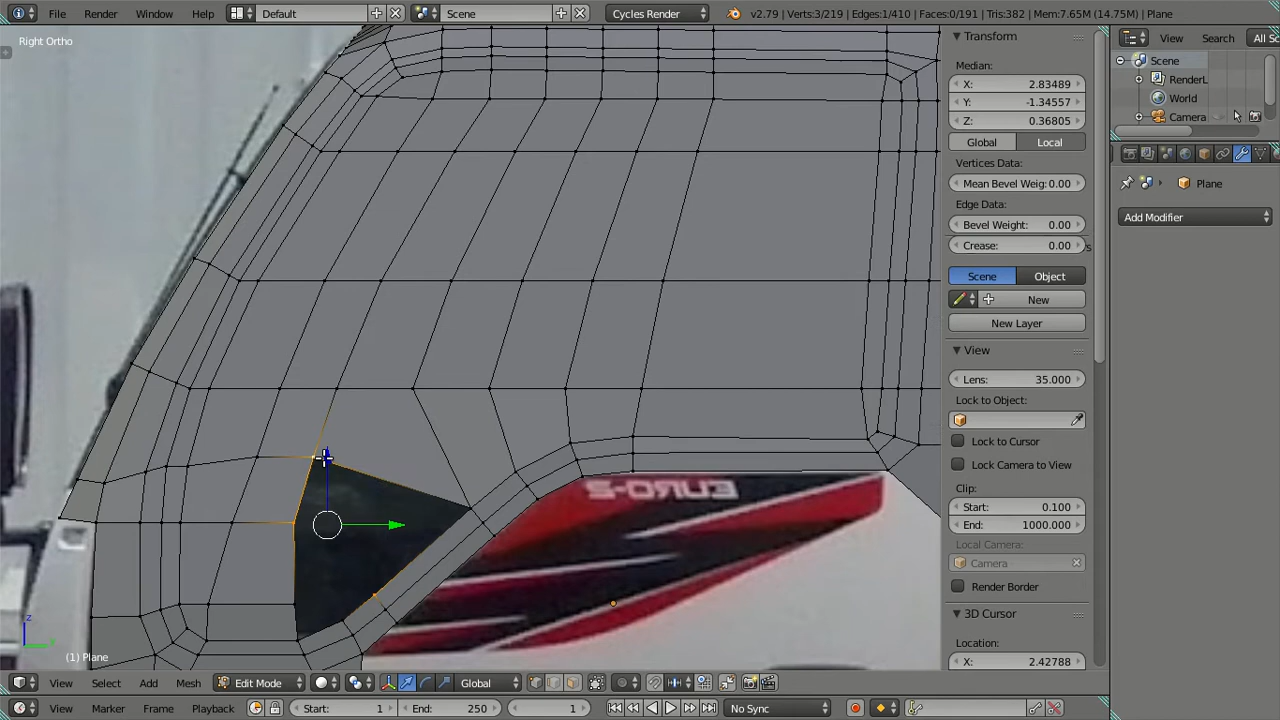 File Render Window Help Default Scene Cycles Render v2.79 | Verts:3/219 | Edges:1/410 | Faces:0/191 | Tris:382 | Mem:7.65M (14.75M) | Plane
Right Ortho
Transform
Median:
X: 2.83489
Y: -1.34557
Z: 0.36805
Global Local
Vertices Data:
Mean Bevel Weig: 0.00
Edge Data:
Bevel Weight: 0.00
Crease: 0.00
Scene Object
New
New Layer
View
Lens: 35.000
Lock to Object:
Lock to Cursor
Lock Camera to View
Clip:
Start: 0.100
End: 1000.000
Local Camera:
Camera
Render Border
3D Cursor
Location:
X: 2.42788
View Search All Sc
Scene
RenderL
World
Camera
Plane
Add Modifier
EURO-2
z
y
(1) Plane
View Select Add Mesh Edit Mode Global
View Marker Frame Playback Start: 1 End: 250 1 No Sync